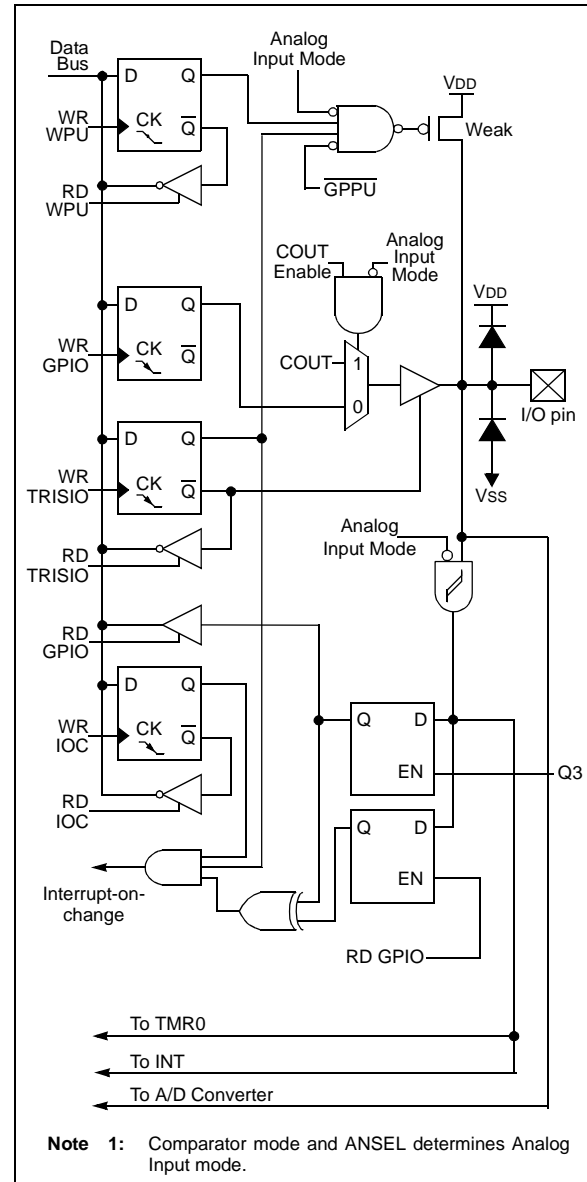 Analog
Input Mode
Data
Bus
D Q
VDD
WR
WPU
CK Q
Weak
RD
WPU
GPPU
COUT
Enable
Analog
Input
Mode
D Q
VDD
WR
GPIO
CK Q
COUT
1
0
I/O pin
D Q
WR
TRISIO
CK Q
VSS
Analog
Input Mode
RD
TRISIO
RD
GPIO
D Q
Q D
WR
IOC
CK Q
EN
Q3
RD
IOC
Q D
EN
Interrupt-on-
change
RD GPIO
To TMR0
To INT
To A/D Converter
Note 1: Comparator mode and ANSEL determines Analog
Input mode.